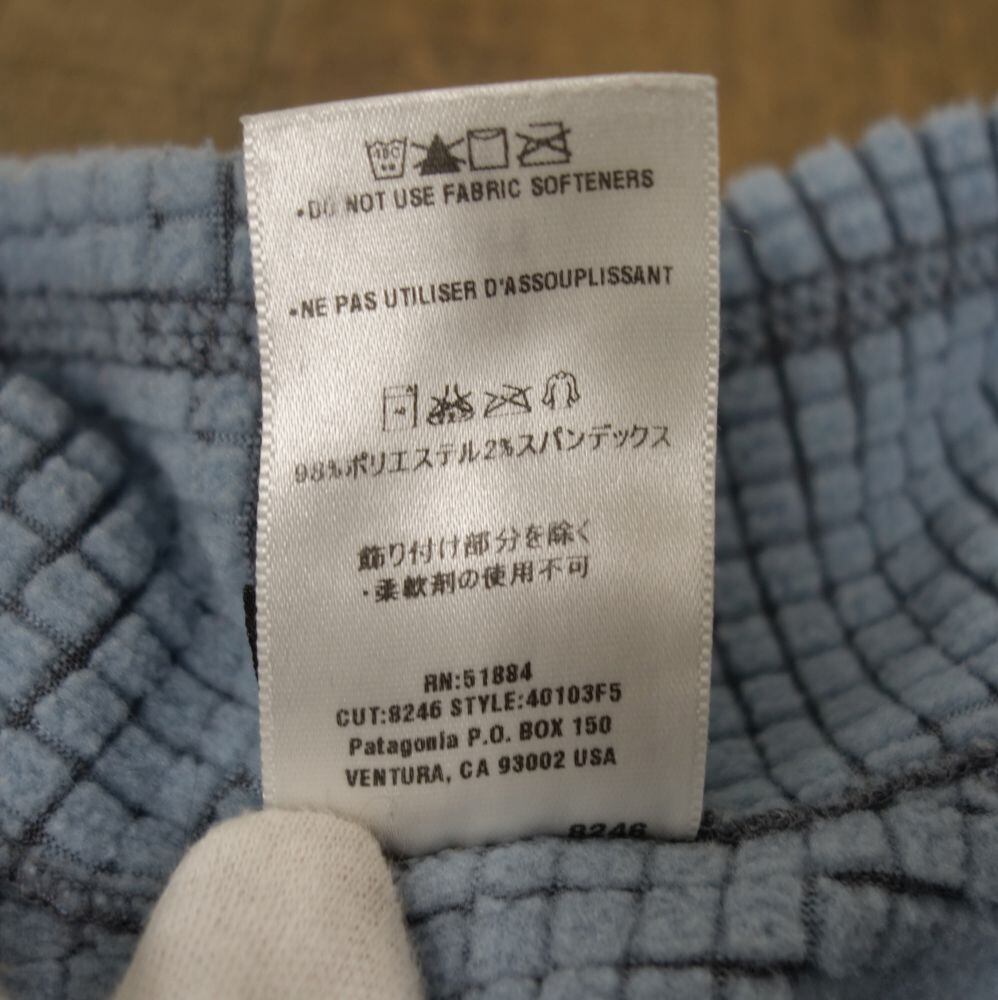 •DO NOT USE FABRIC SOFTENERS
•NE PAS UTILISER D'ASSOUPLISSANT
98%ポリエステル2%スパンデックス
飾り付け部分を除く
・柔軟剤の使用不可
RN:51884
CUT:8246 STYLE:40103F5
Patagonia P.O. BOX 150
VENTURA, CA 93002 USA
8246